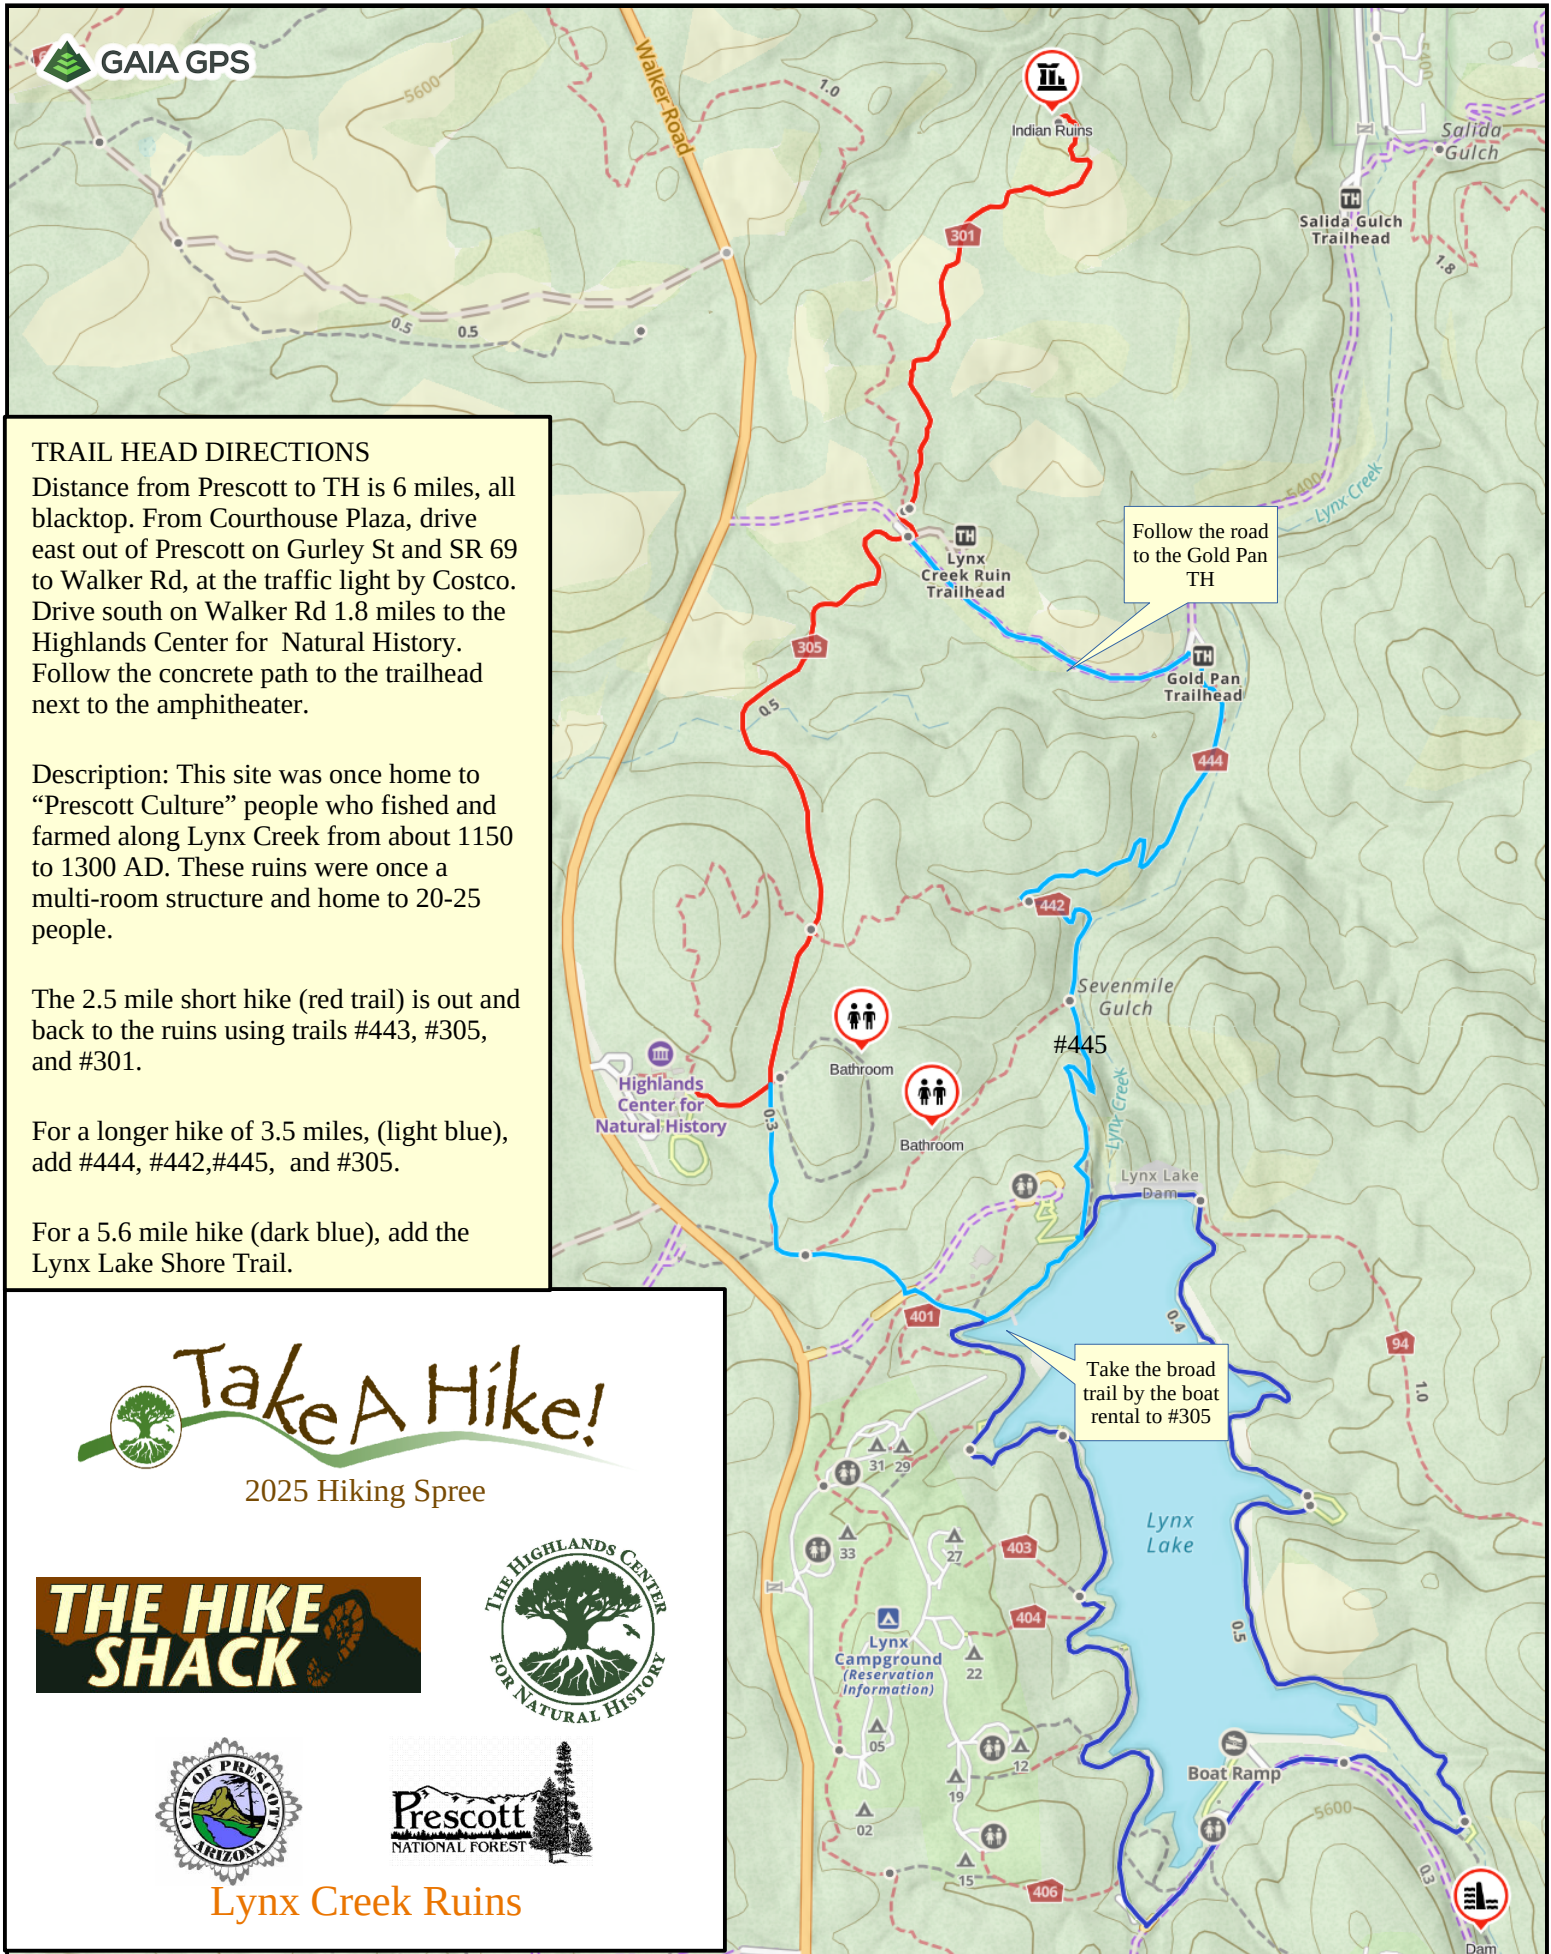 GAIA GPS
5600
Walker Road
1.0
Indian Ruins
5400
Salida
Gulch
TH
Salida Gulch
Trailhead
1.8
301
0.5
0.5
TRAIL HEAD DIRECTIONS
Distance from Prescott to TH is 6 miles, all
blacktop. From Courthouse Plaza, drive
east out of Prescott on Gurley St and SR 69
to Walker Rd, at the traffic light by Costco.
Drive south on Walker Rd 1.8 miles to the
Highlands Center for  Natural History.
Follow the concrete path to the trailhead
next to the amphitheater.
Description: This site was once home to
“Prescott Culture” people who fished and
farmed along Lynx Creek from about 1150
to 1300 AD. These ruins were once a
multi-room structure and home to 20-25
people.
The 2.5 mile short hike (red trail) is out and
back to the ruins using trails #443, #305,
and #301.
For a longer hike of 3.5 miles, (light blue),
add #444, #442,#445,  and #305.
For a 5.6 mile hike (dark blue), add the
Lynx Lake Shore Trail.
5400
Lynx Creek
Follow the road
to the Gold Pan
TH
TH
Lynx
Creek Ruin
Trailhead
305
TH
Gold Pan
Trailhead
0.5
444
442
Sevenmile
Gulch
#445
Bathroom
Bathroom
Highlands
Center for
Natural History
0.3
Lynx Creek
Lynx Lake
Dam
401
0.4
94
1.0
Take the broad
trail by the boat
rental to #305
31
29
33
27
403
404
Lynx
Lake
0.5
Lynx
Campground
(Reservation
Information)
22
05
12
19
02
15
406
Boat Ramp
5600
0.3
Dam
Take A Hike!
2025 Hiking Spree
THE HIKE
SHACK
THE HIGHLANDS CENTER
FOR NATURAL HISTORY
CITY OF PRESCOTT
ARIZONA
Prescott
NATIONAL FOREST
Lynx Creek Ruins